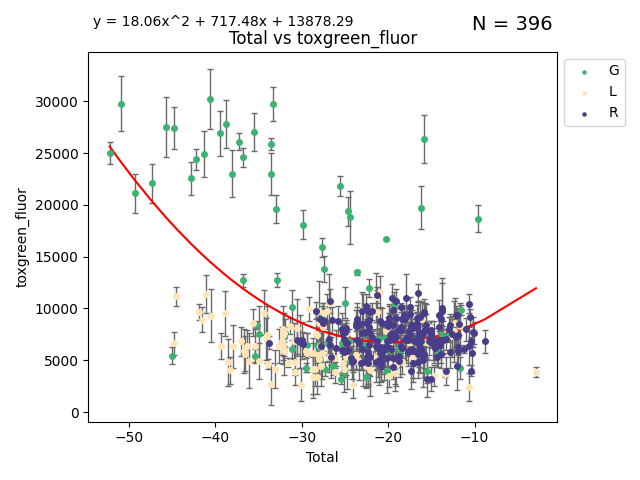 y = 18.06x^2 + 717.48x + 13878.29
N = 396
Total vs toxgreen_fluor
G
L
R
30000
25000
20000
15000
10000
5000
0
toxgreen_fluor
−50
−40
−30
−20
−10
Total